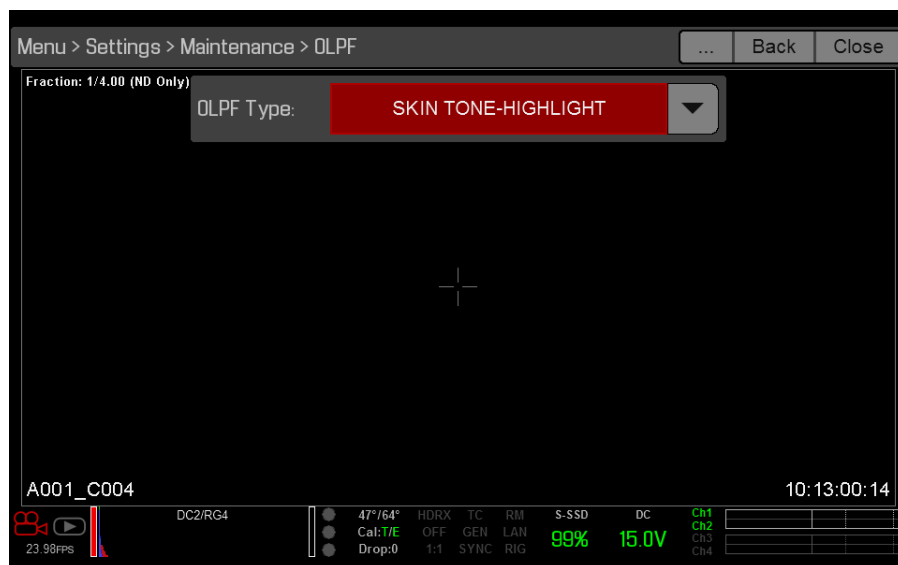 Menu > Settings > Maintenance > OLPF ... Back Close
Fraction: 1/4.00 (ND Only)
OLPF Type: SKIN TONE-HIGHLIGHT
A001_C004 10:13:00:14
DC2/RG4 47°/64° HDRX TC RM S-SSD DC Ch1
Cal:T/E OFF GEN LAN 99% 15.0V Ch2
23.98FPS Drop:0 1:1 SYNC RIG Ch3
Ch4